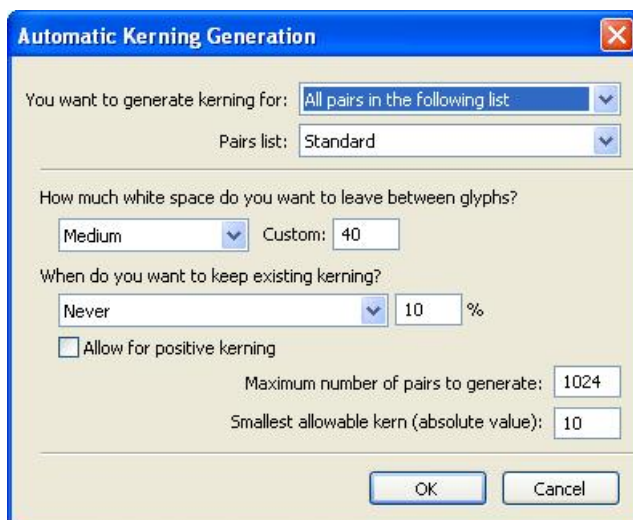 Automatic Kerning Generation
You want to generate kerning for: All pairs in the following list
Pairs list: Standard
How much white space do you want to leave between glyphs?
Medium Custom: 40
When do you want to keep existing kerning?
Never 10 %
Allow for positive kerning
Maximum number of pairs to generate: 1024
Smallest allowable kern (absolute value): 10
OK Cancel